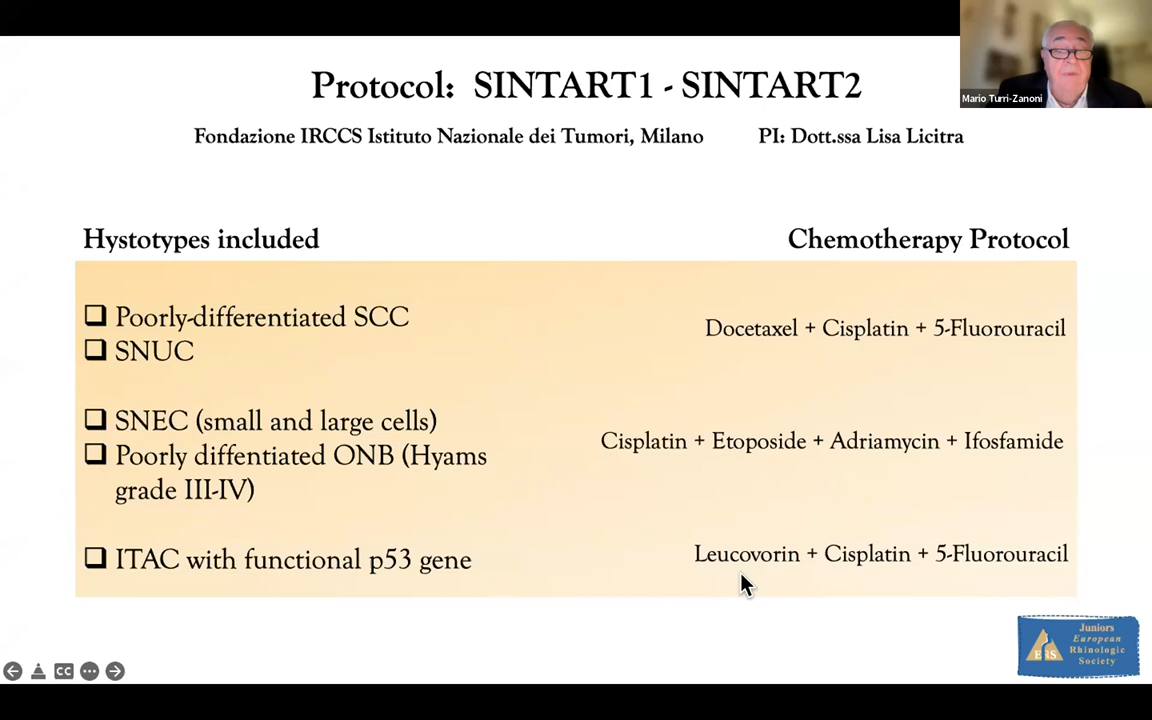 Protocol: SINTART1 - SINTART2
Mario Turri-Zanoni
Fondazione IRCCS Istituto Nazionale dei Tumori, Milano PI: Dott.ssa Lisa Licitra
Hystotypes included
Chemotherapy Protocol
Poorly-differentiated SCC
SNUC
Docetaxel + Cisplatin + 5-Fluorouracil
SNEC (small and large cells)
Poorly diffentiated ONB (Hyams
grade III-IV)
Cisplatin + Etoposide + Adriamycin + Ifosfamide
ITAC with functional p53 gene
Leucovorin + Cisplatin + 5-Fluorouracil
Juniors
European
Rhinologic
Society
CC